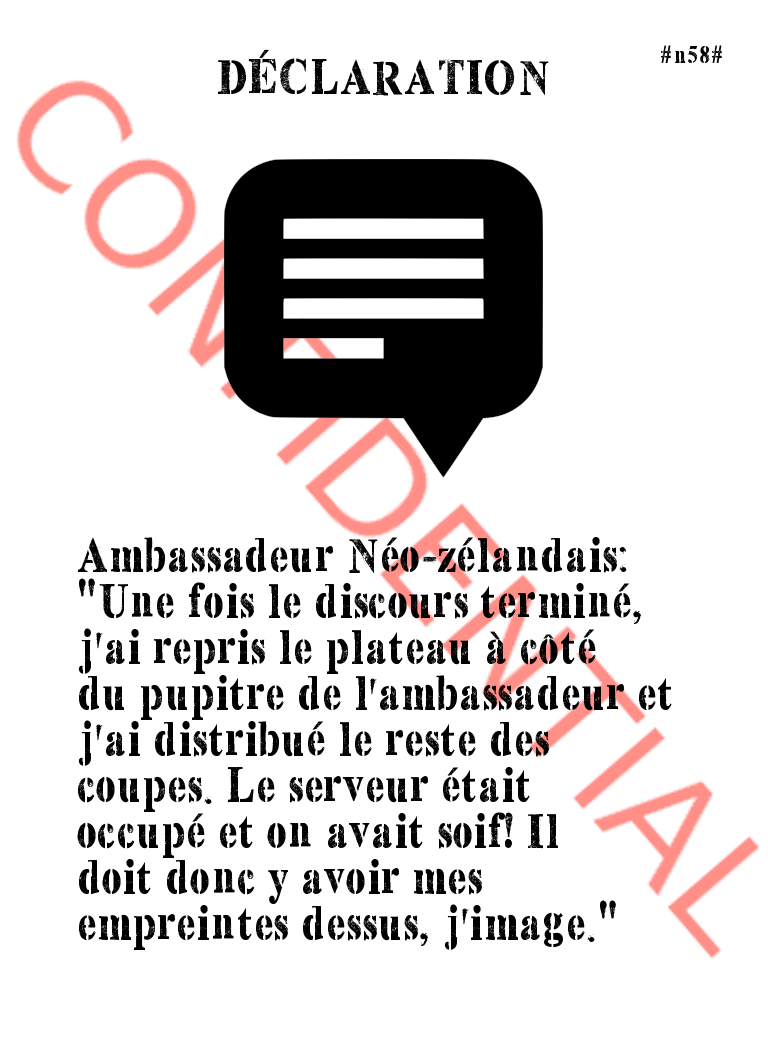 #n58#
DÉCLARATION
CONFIDENTIAL
Ambassadeur Néo-zélandais:
"Une fois le discours terminé,
j'ai repris le plateau à côté
du pupitre de l'ambassadeur et
j'ai distribué le reste des
coupes. Le serveur était
occupé et on avait soif! Il
doit donc y avoir mes
empreintes dessus, j'image."